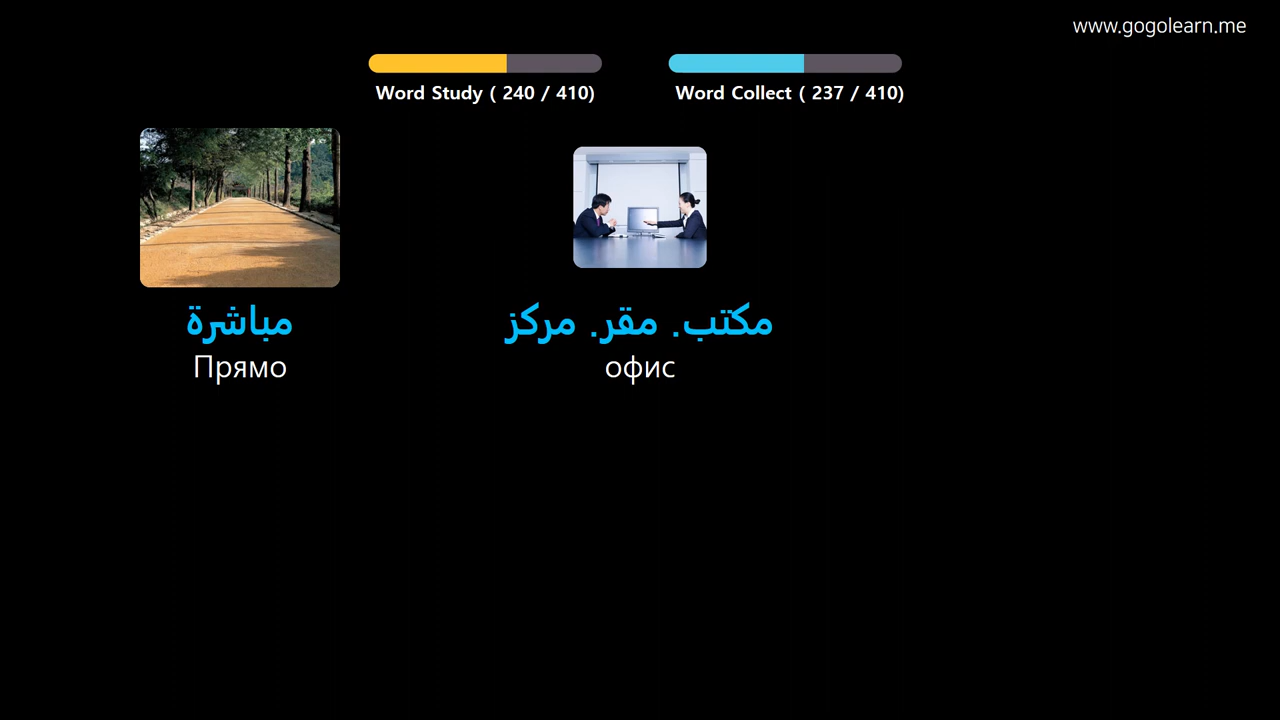 www.gogolearn.me
Word Study ( 240 / 410)
Word Collect ( 237 / 410)
مباشرة
Прямо
مكتب. مقر. مركز
офис